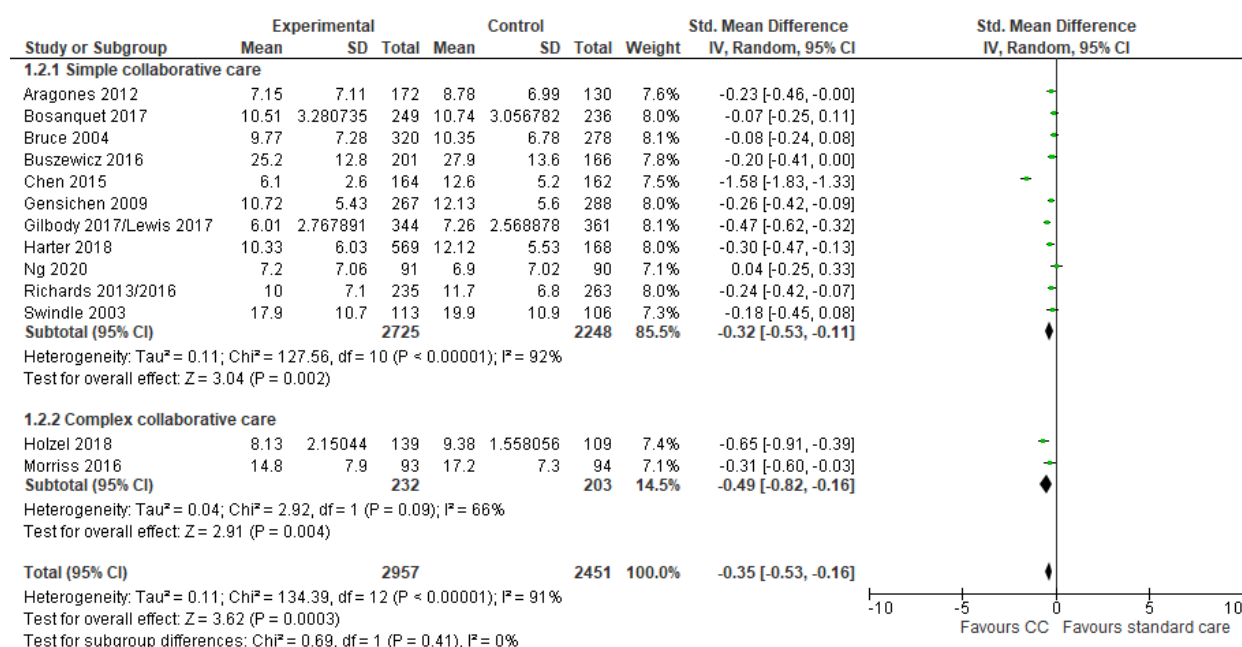 Experimental Control Std. Mean Difference Std. Mean Difference
Study or Subgroup Mean SD Total Mean SD Total Weight IV, Random, 95% CI IV, Random, 95% CI
1.2.1 Simple collaborative care
Aragones 2012 7.15 7.11 172 8.78 6.99 130 7.6% -0.23 [-0.46, -0.00]
Bosanquet 2017 10.51 3.280735 249 10.74 3.056782 236 8.0% -0.07 [-0.25, 0.11]
Bruce 2004 9.77 7.28 320 10.35 6.78 278 8.1% -0.08 [-0.24, 0.08]
Buszewicz 2016 25.2 12.8 201 27.9 13.6 166 7.8% -0.20 [-0.41, 0.00]
Chen 2015 6.1 2.6 164 12.6 5.2 162 7.5% -1.58 [-1.83, -1.33]
Gensichen 2009 10.72 5.43 267 12.13 5.6 288 8.0% -0.26 [-0.42, -0.09]
Gilbody 2017/Lewis 2017 6.01 2.767891 344 7.26 2.568878 361 8.1% -0.47 [-0.62, -0.32]
Harter 2018 10.33 6.03 569 12.12 5.53 168 8.0% -0.30 [-0.47, -0.13]
Ng 2020 7.2 7.06 91 6.9 7.02 90 7.1% 0.04 [-0.25, 0.33]
Richards 2013/2016 10 7.1 235 11.7 6.8 263 8.0% -0.24 [-0.42, -0.07]
Swindle 2003 17.9 10.7 113 19.9 10.9 106 7.3% -0.18 [-0.45, 0.08]
Subtotal (95% CI) 2725 2248 85.5% -0.32 [-0.53, -0.11]
Heterogeneity: Tau² = 0.11; Chi² = 127.56, df = 10 (P < 0.00001); I² = 92%
Test for overall effect: Z = 3.04 (P = 0.002)
1.2.2 Complex collaborative care
Holzel 2018 8.13 2.15044 139 9.38 1.558056 109 7.4% -0.65 [-0.91, -0.39]
Morriss 2016 14.8 7.9 93 17.2 7.3 94 7.1% -0.31 [-0.60, -0.03]
Subtotal (95% CI) 232 203 14.5% -0.49 [-0.82, -0.16]
Heterogeneity: Tau² = 0.04; Chi² = 2.92, df = 1 (P = 0.09); I² = 66%
Test for overall effect: Z = 2.91 (P = 0.004)
Total (95% CI) 2957 2451 100.0% -0.35 [-0.53, -0.16]
Heterogeneity: Tau² = 0.11; Chi² = 134.39, df = 12 (P < 0.00001); I² = 91%
Test for overall effect: Z = 3.62 (P = 0.0003)
Test for subgroup differences: Chi² = 0.69, df = 1 (P = 0.41), I² = 0%
-10 -5 0 5 10
Favours CC Favours standard care